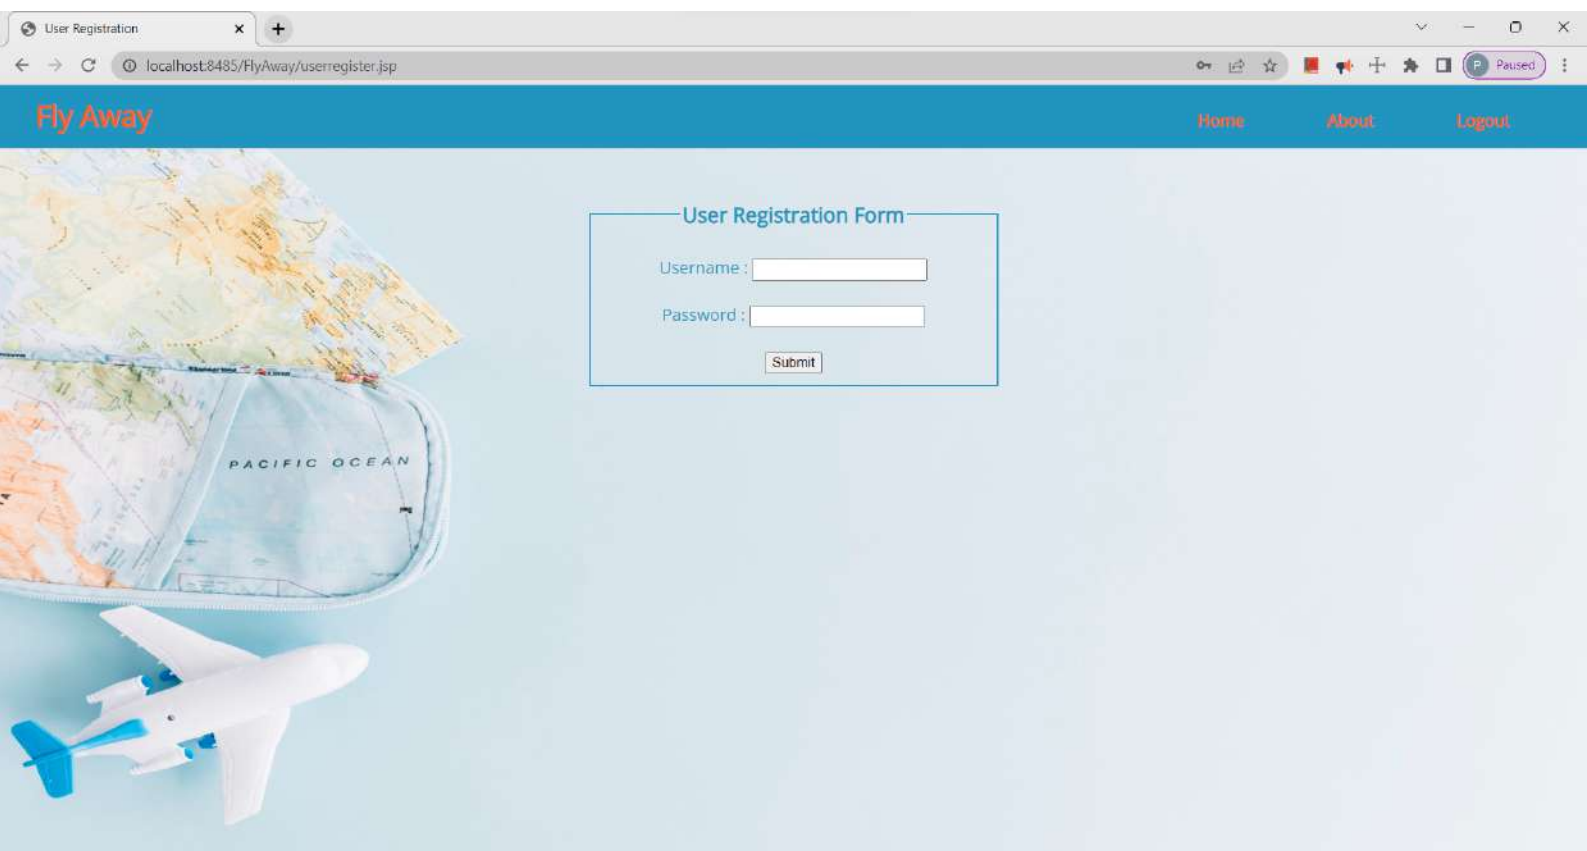 User Registration
localhost:8485/FlyAway/userregister.jsp
P Paused
Fly Away
Home About Logout
User Registration Form
Username :
Password :
Submit
PACIFIC OCEAN